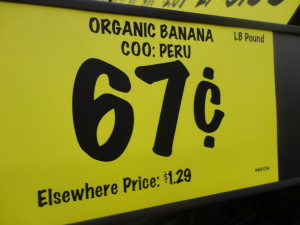 ORGANIC BANANA
LB Pound
COO: PERU
67¢
Elsewhere Price: $1.29